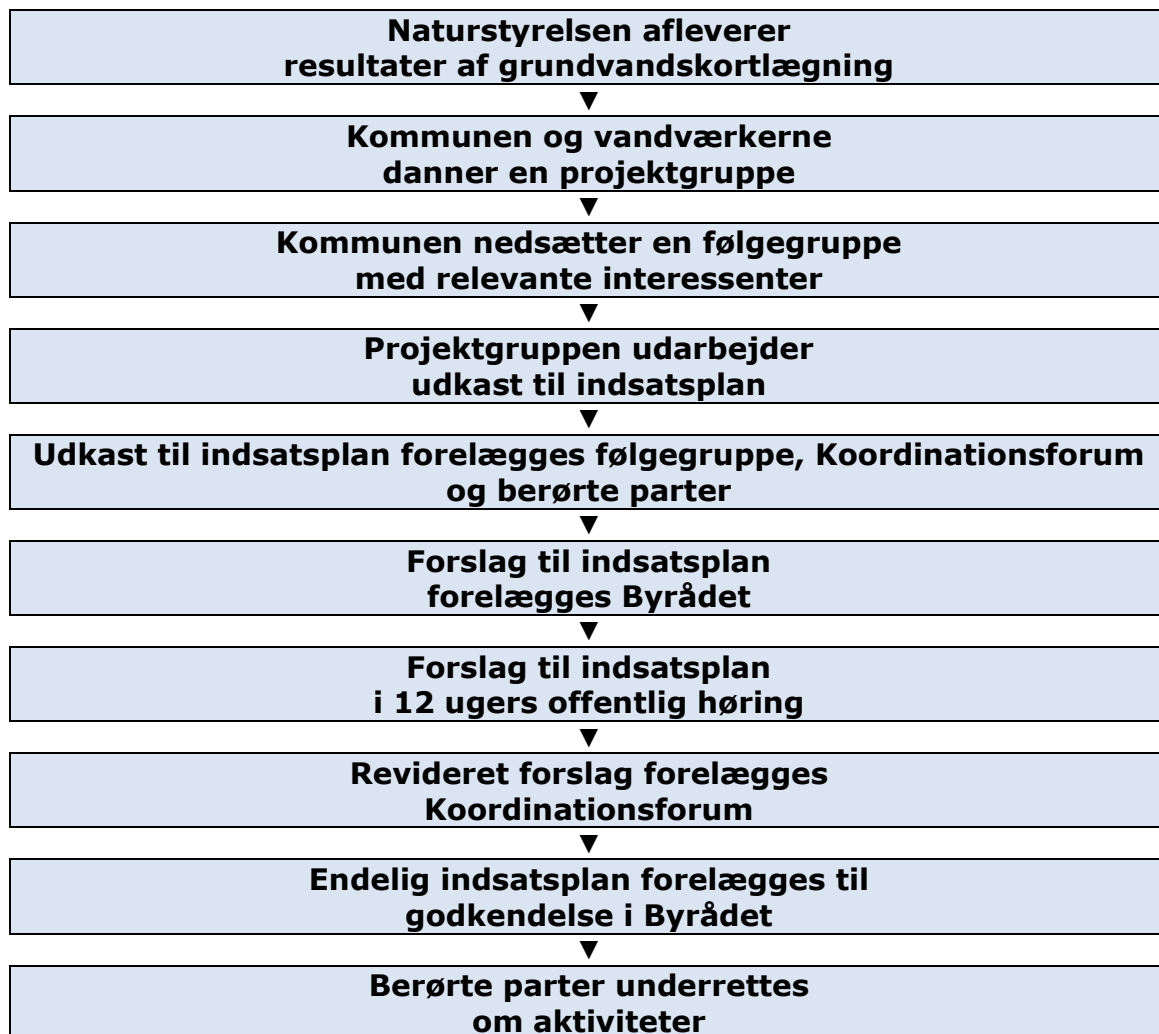 Naturstyrelsen afleverer
resultater af grundvandskortlægning
▼
Kommunen og vandværkerne
danner en projektgruppe
▼
Kommunen nedsætter en følgegruppe
med relevante interessenter
▼
Projektgruppen udarbejder
udkast til indsatsplan
▼
Udkast til indsatsplan forelægges følgegruppe, Koordinationsforum
og berørte parter
▼
Forslag til indsatsplan
forelægges Byrådet
▼
Forslag til indsatsplan
i 12 ugers offentlig høring
▼
Revideret forslag forelægges
Koordinationsforum
▼
Endelig indsatsplan forelægges til
godkendelse i Byrådet
▼
Berørte parter underrettes
om aktiviteter